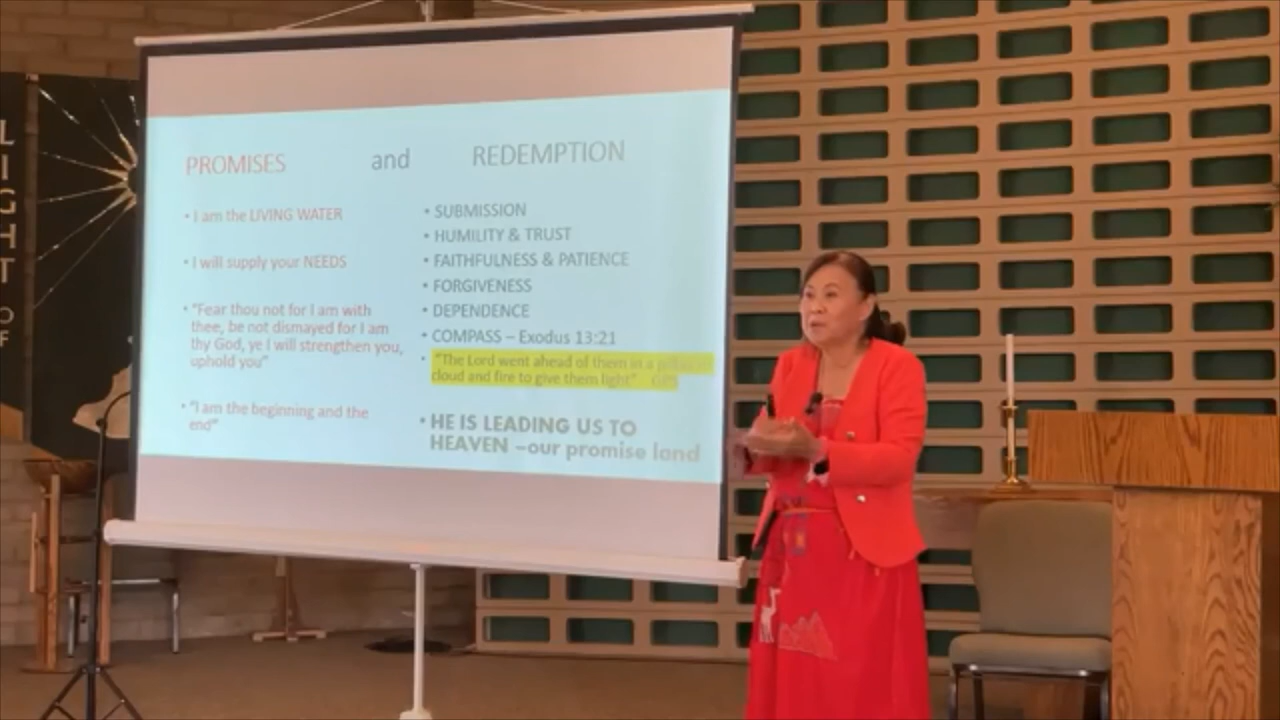 L
I
G
H
T
O
F
PROMISES and REDEMPTION
• I am the LIVING WATER
• I will supply your NEEDS
• "Fear thou not for I am with
thee, be not dismayed for I am
thy God, ye I will strengthen you,
uphold you"
• "I am the beginning and the
end"
• SUBMISSION
• HUMILITY & TRUST
• FAITHFULNESS & PATIENCE
• FORGIVENESS
• DEPENDENCE
• COMPASS – Exodus 13:21
• "The Lord went ahead of them in a
cloud and fire to give them light"
• HE IS LEADING US TO
HEAVEN –our promise land